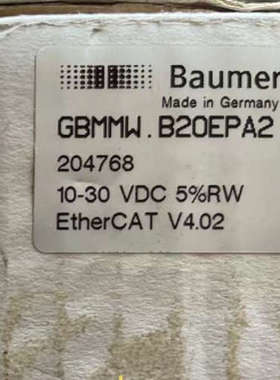 Baumer
Made in Germany
GBMMW.B20EPA2
204768
10-30 VDC 5%RW
EtherCAT V4.02